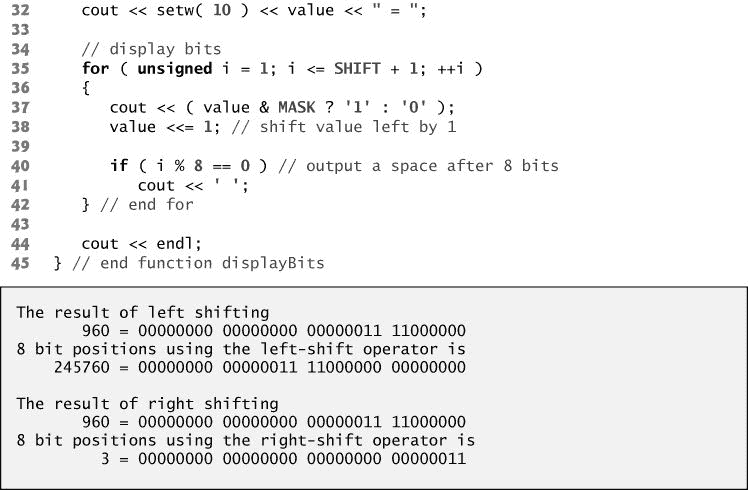 32 cout << setw( 10 ) << value << " = ";
33
34 // display bits
35 for ( unsigned i = 1; i <= SHIFT + 1; ++i )
36 {
37 cout << ( value & MASK ? '1' : '0' );
38 value <<= 1; // shift value left by 1
39
40 if ( i % 8 == 0 ) // output a space after 8 bits
41 cout << ' ';
42 } // end for
43
44 cout << endl;
45 } // end function displayBits
The result of left shifting
960 = 00000000 00000000 00000011 11000000
8 bit positions using the left-shift operator is
245760 = 00000000 00000011 11000000 00000000
The result of right shifting
960 = 00000000 00000000 00000011 11000000
8 bit positions using the right-shift operator is
3 = 00000000 00000000 00000000 00000011